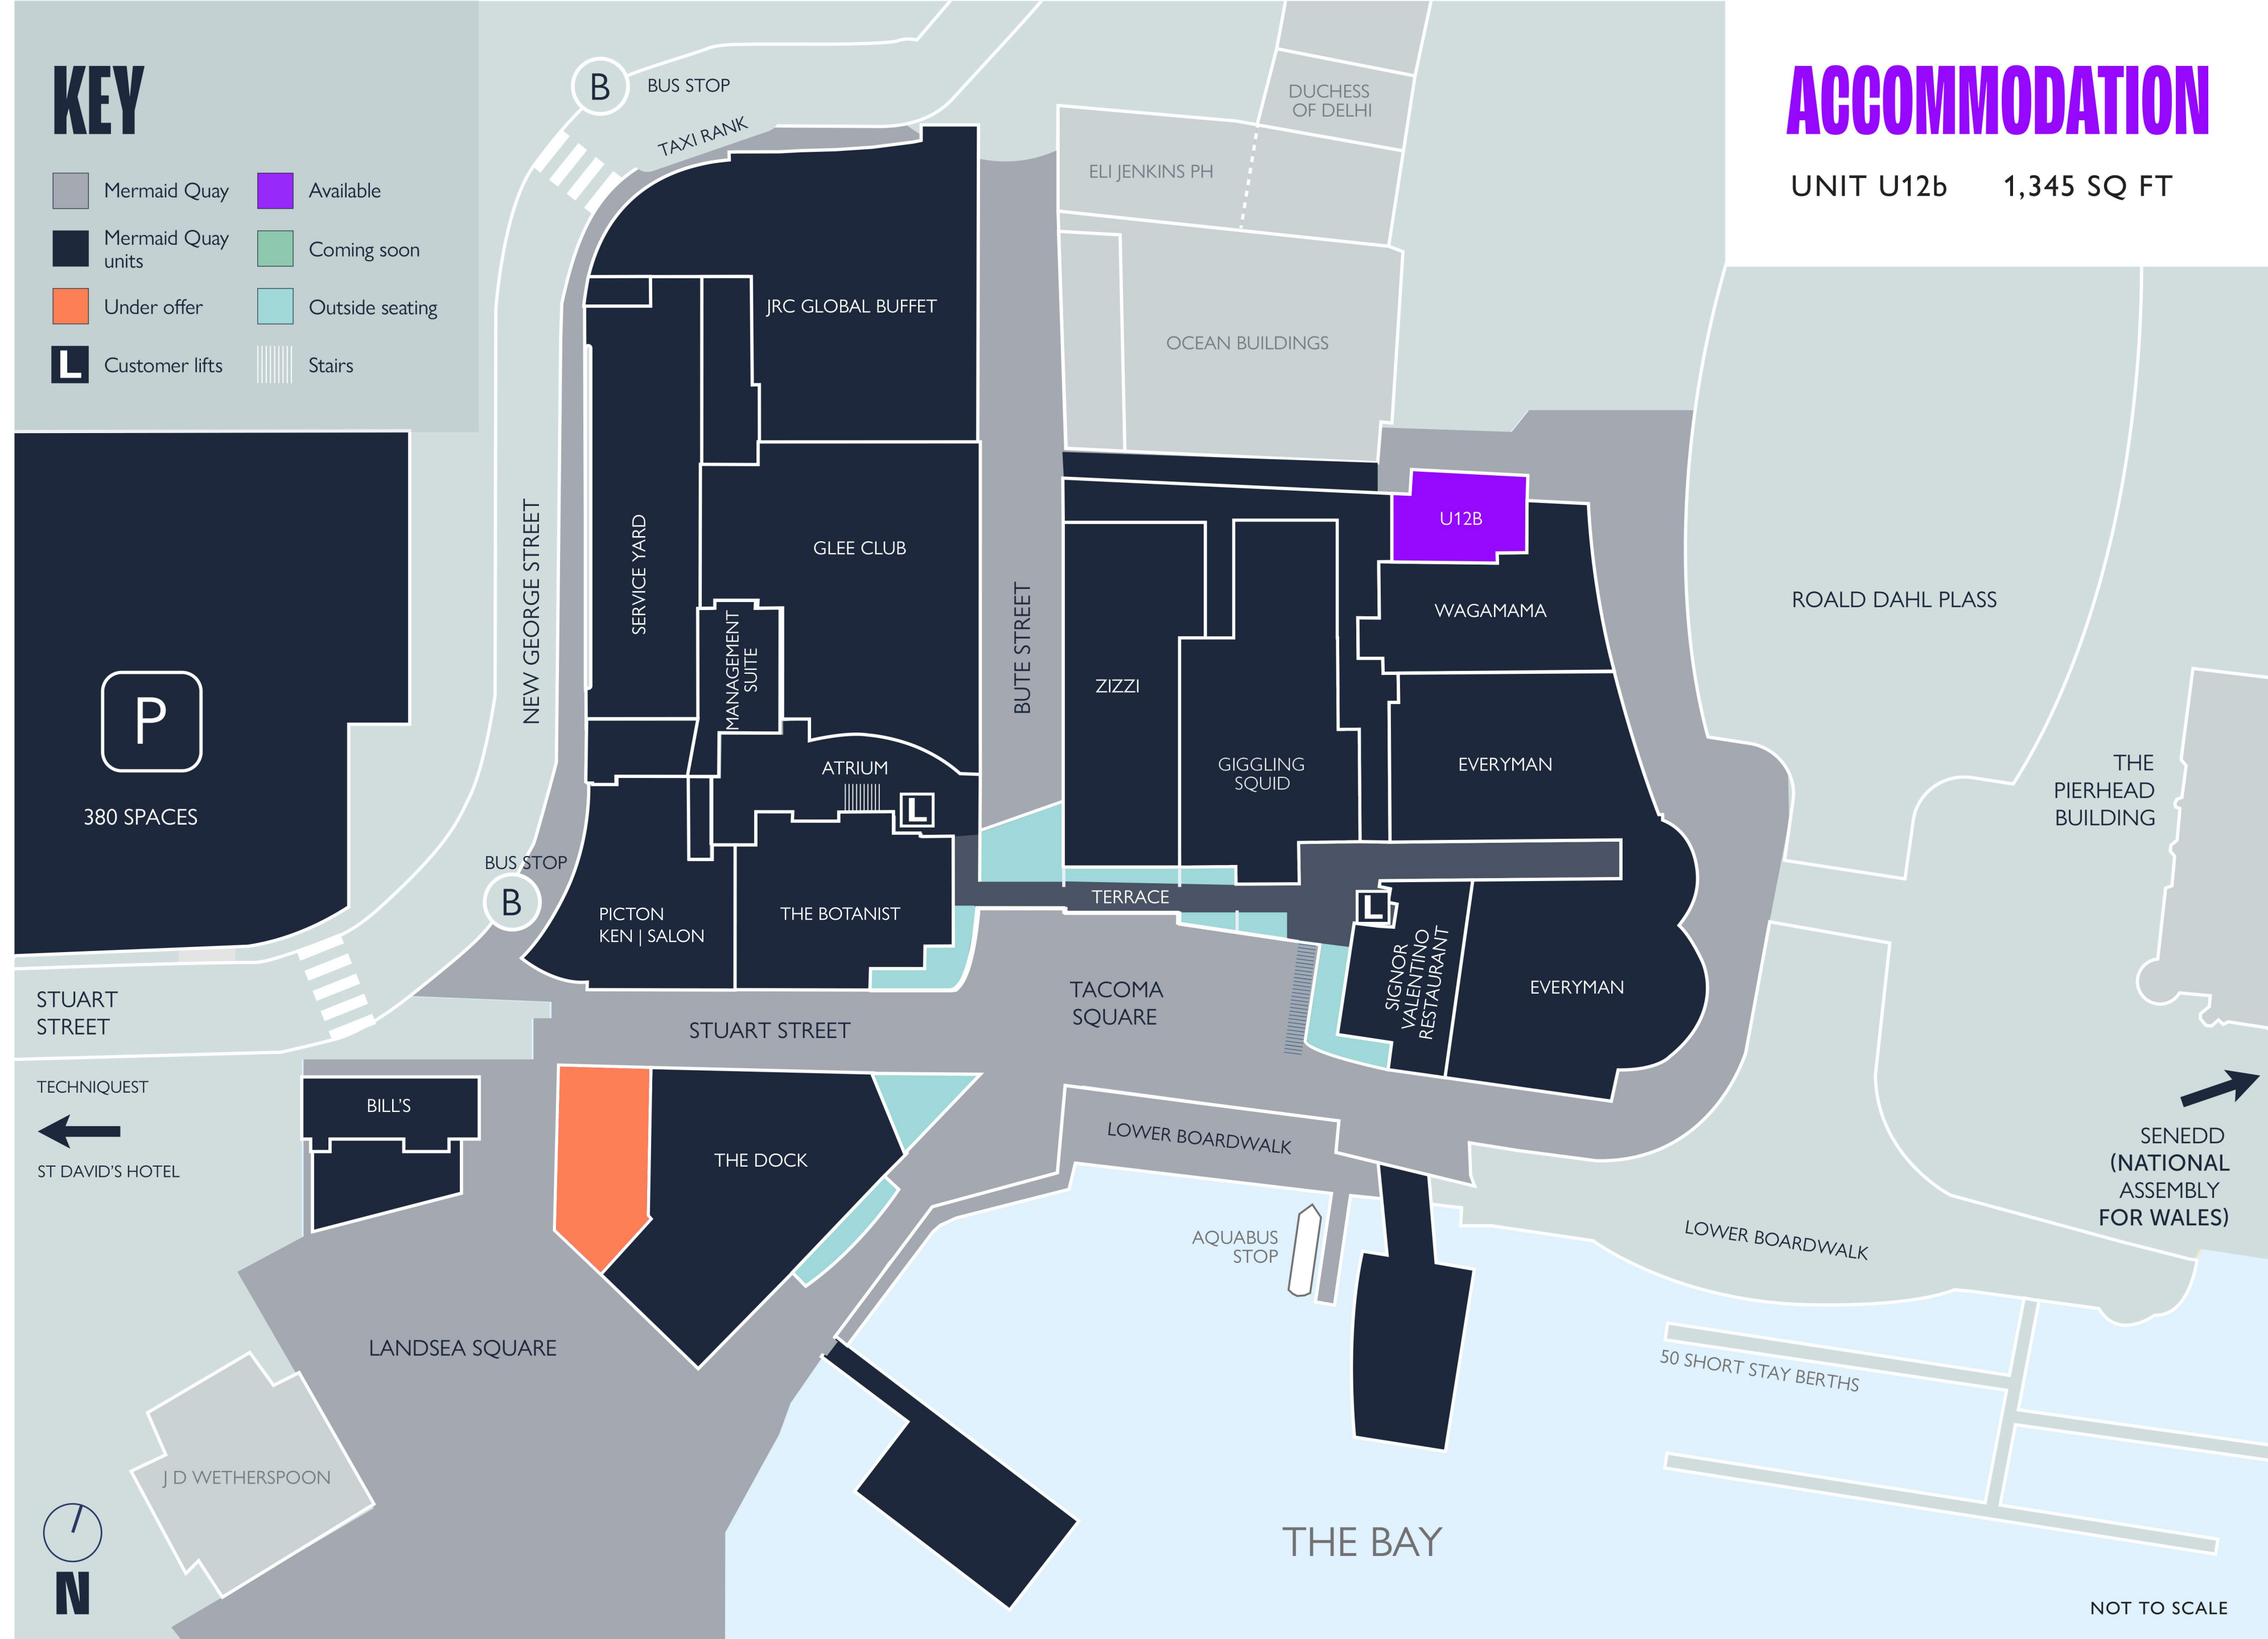 KEY
Mermaid Quay
Available
Mermaid Quay
units
Coming soon
Under offer
Outside seating
L
Customer lifts
Stairs
ACCOMMODATION
UNIT U12b 1,345 SQ FT
B
BUS STOP
TAXI RANK
DUCHESS
OF DELHI
ELI JENKINS PH
JRC GLOBAL BUFFET
OCEAN BUILDINGS
NEW GEORGE STREET
SERVICE YARD
GLEE CLUB
BUTE STREET
U12B
WAGAMAMA
ROALD DAHL PLASS
MANAGEMENT
SUITE
ZIZZI
P
380 SPACES
ATRIUM
L
GIGGLING
SQUID
EVERYMAN
THE
PIERHEAD
BUILDING
BUS STOP
B
PICTON
KEN | SALON
THE BOTANIST
TERRACE
L
SIGNOR
VALENTINO
RESTAURANT
EVERYMAN
STUART
STREET
STUART STREET
TACOMA
SQUARE
TECHNIQUEST
ST DAVID'S HOTEL
BILL'S
THE DOCK
LOWER BOARDWALK
AQUABUS
STOP
LOWER BOARDWALK
SENEDD
(NATIONAL
ASSEMBLY
FOR WALES)
LANDSEA SQUARE
50 SHORT STAY BERTHS
J D WETHERSPOON
THE BAY
N
NOT TO SCALE